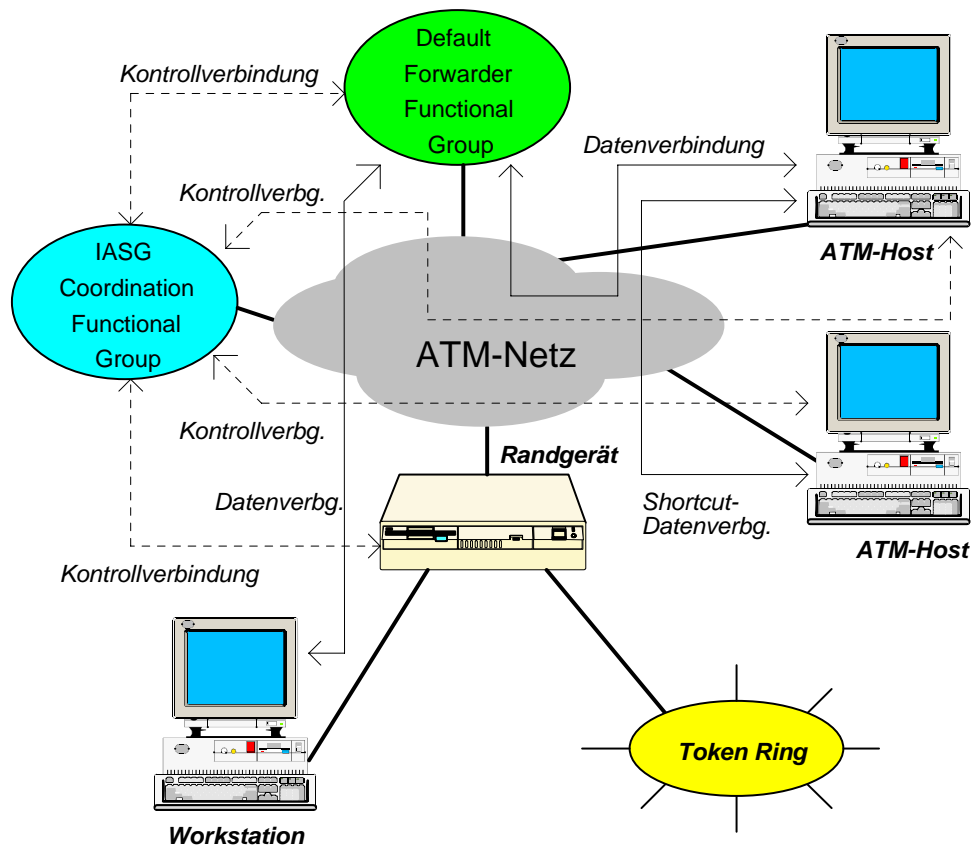 Default
Forwarder
Functional
Group
Kontrollverbindung
Datenverbindung
Kontrollverbg.
ATM-Host
IASG
Coordination
Functional
Group
ATM-Netz
Kontrollverbg.
Randgerät
Datenverbg.
Shortcut-
Datenverbg.
ATM-Host
Kontrollverbindung
Token Ring
Workstation